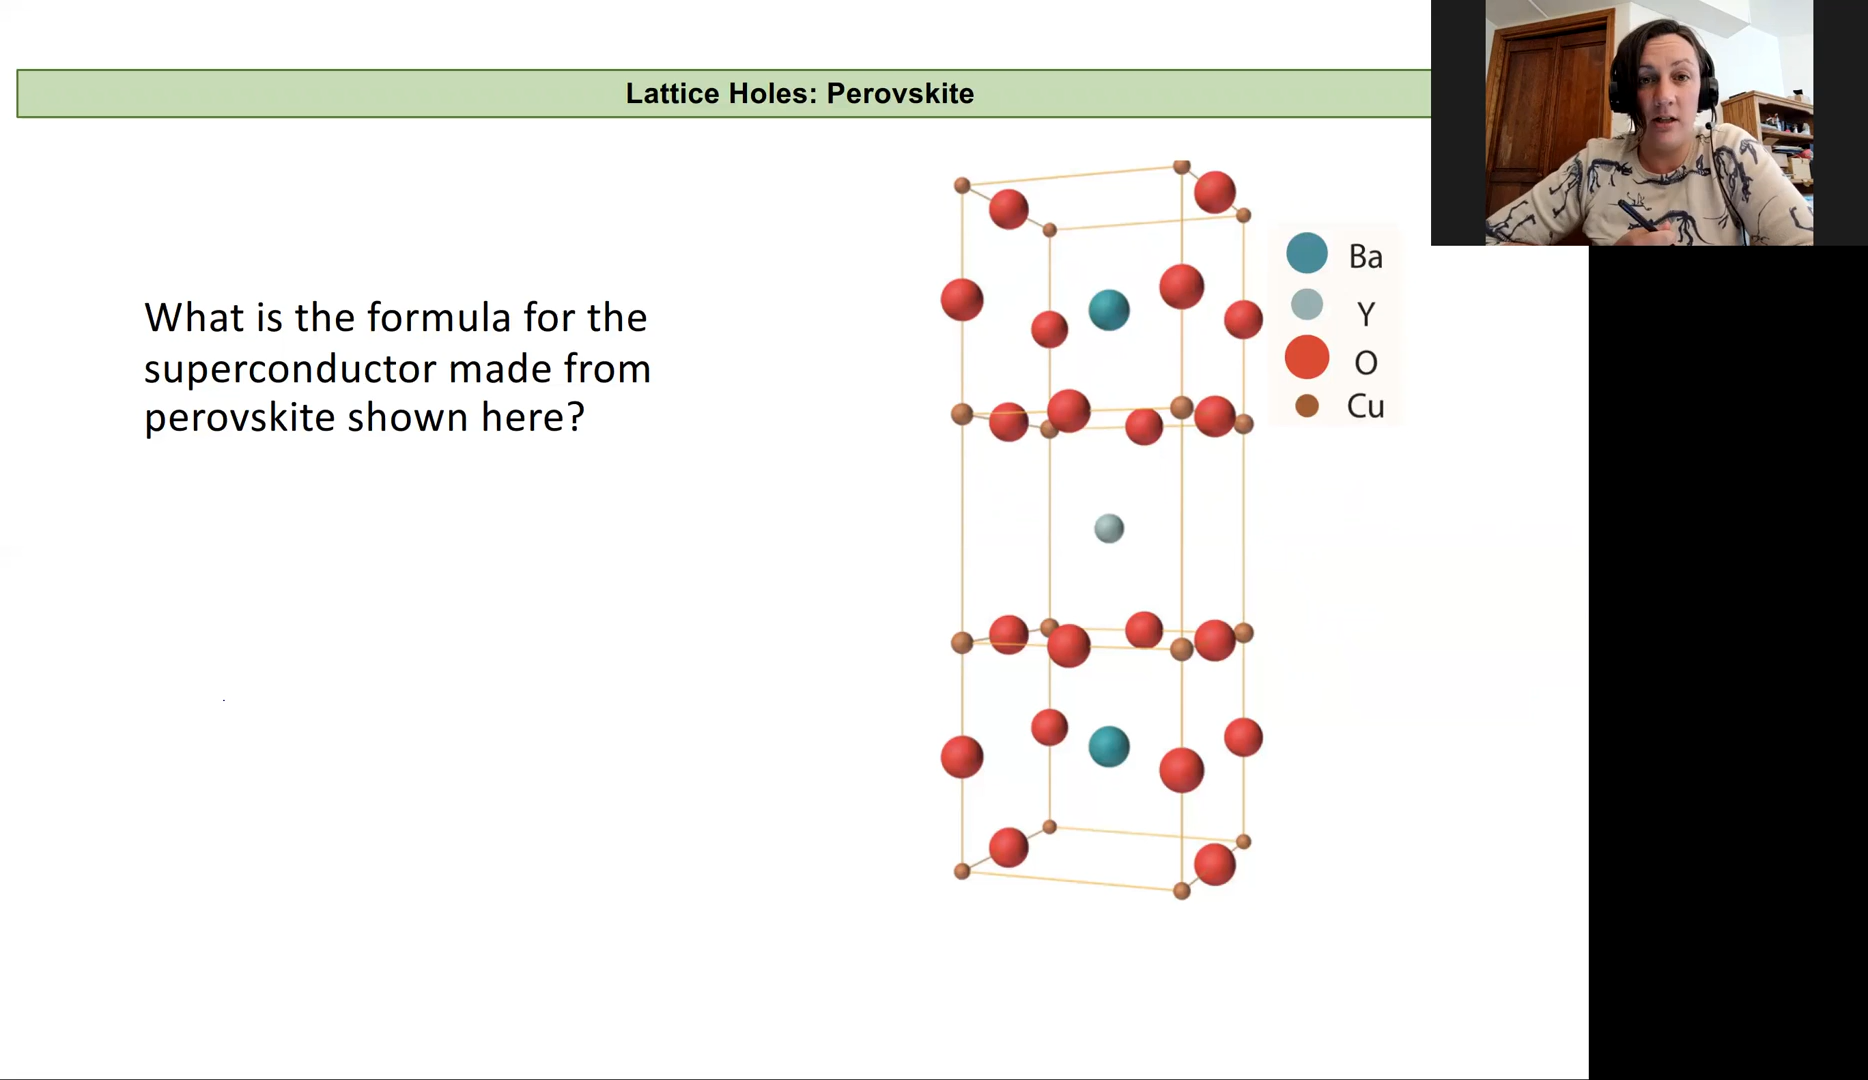 Lattice Holes: Perovskite
What is the formula for the
superconductor made from
perovskite shown here?
Ba
Y
O
Cu